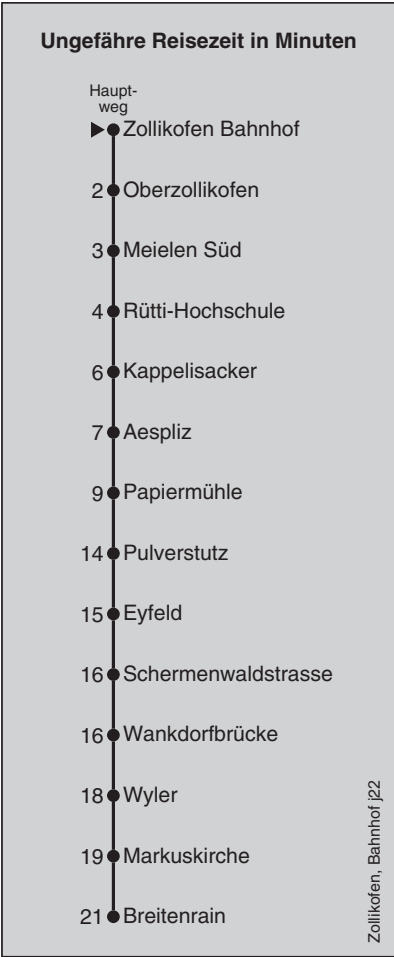 Ungefähre Reisezeit in Minuten
Haupt-
weg
Zollikofen Bahnhof
2 Oberzollikofen
3 Meielen Süd
4 Rütti-Hochschule
6 Kappelisacker
7 Aespliz
9 Papiermühle
14 Pulverstutz
15 Eyfeld
16 Schermenwaldstrasse
16 Wankdorfbrücke
18 Wyler
19 Markuskirche
21 Breitenrain
Zollikofen, Bahnhof j22